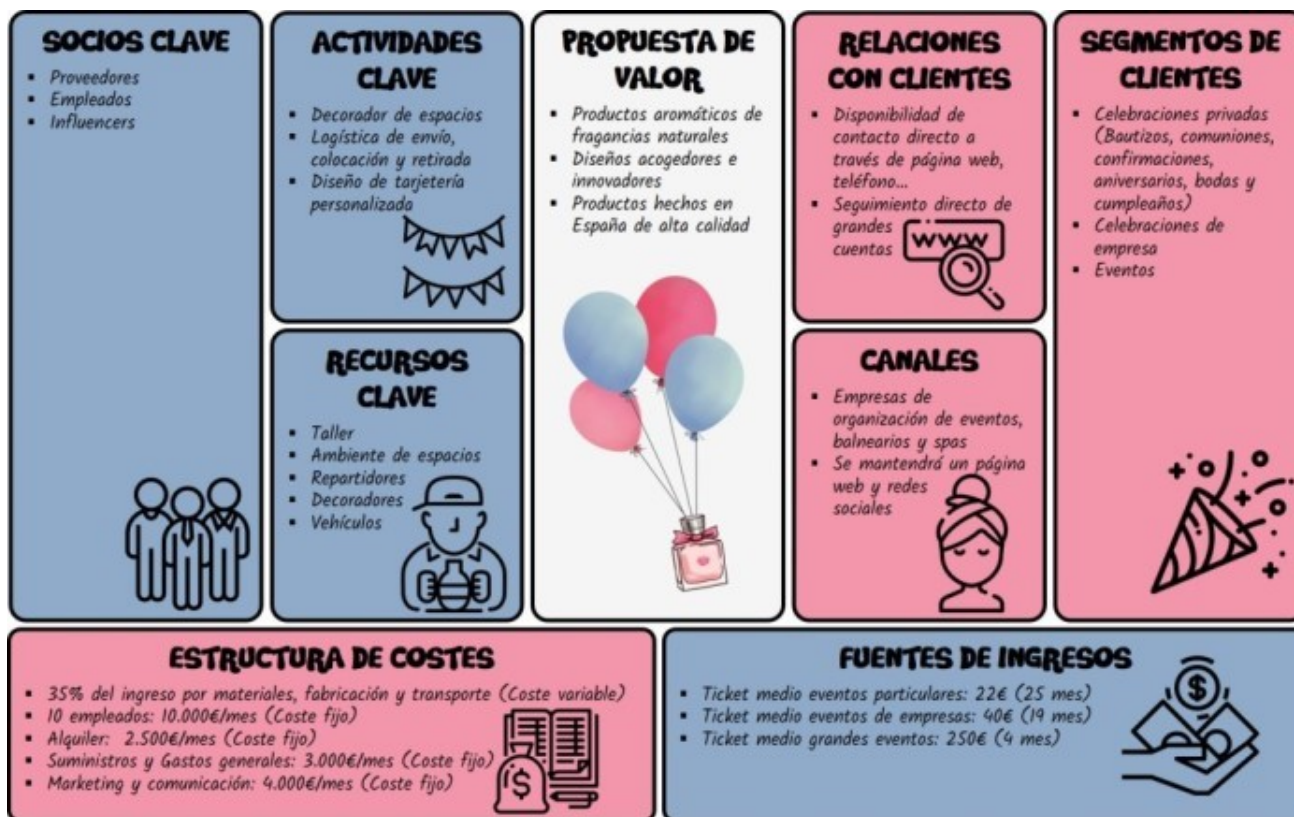 SOCIOS CLAVE
▪ Proveedores
▪ Empleados
▪ Influencers
ACTIVIDADES
CLAVE
▪ Decorador de espacios
▪ Logística de envío,
colocación y retirada
▪ Diseño de tarjetería
personalizada
RECURSOS
CLAVE
▪ Taller
▪ Ambiente de espacios
▪ Repartidores
▪ Decoradores
▪ Vehículos
PROPUESTA DE
VALOR
▪ Productos aromáticos de
fragancias naturales
▪ Diseños acogedores e
innovadores
▪ Productos hechos en
España de alta calidad
RELACIONES
CON CLIENTES
▪ Disponibilidad de
contacto directo a
través de página web,
teléfono...
▪ Seguimiento directo de
grandes
cuentas
WWW
CANALES
▪ Empresas de
organización de eventos,
balnearios y spas
▪ Se mantendrá un página
web y redes
sociales
SEGMENTOS DE
CLIENTES
▪ Celebraciones privadas
(Bautizos, comuniones,
confirmaciones,
aniversarios, bodas y
cumpleaños)
▪ Celebraciones de
empresa
▪ Eventos
ESTRUCTURA DE COSTES
▪ 35% del ingreso por materiales, fabricación y transporte (Coste variable)
▪ 10 empleados: 10.000€/mes (Coste fijo)
▪ Alquiler: 2.500€/mes (Coste fijo)
▪ Suministros y Gastos generales: 3.000€/mes (Coste fijo)
▪ Marketing y comunicación: 4.000€/mes (Coste fijo)
$
FUENTES DE INGRESOS
▪ Ticket medio eventos particulares: 22€ (25 mes)
▪ Ticket medio eventos de empresas: 40€ (19 mes)
▪ Ticket medio grandes eventos: 250€ (4 mes)
$